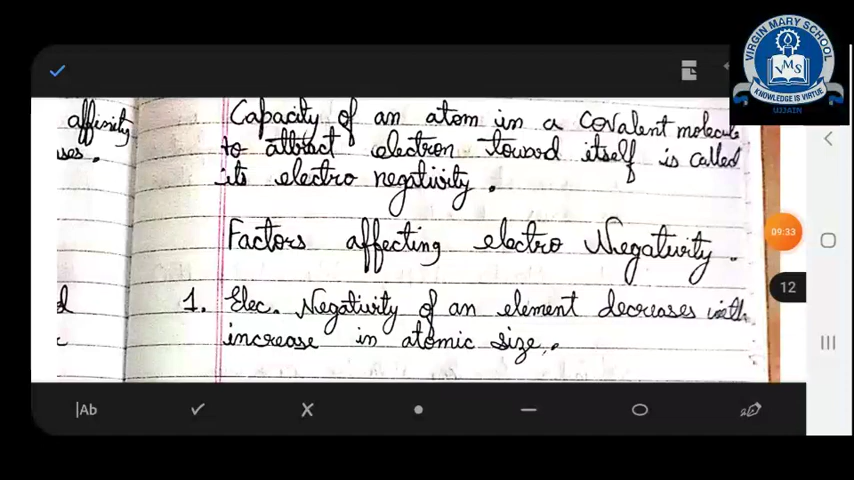 VIRGIN MARY SCHOOL
VMS
KNOWLEDGE IS VIRTUE
UJJAIN
affinity
ses.
Capacity of an atom in a covalent molecule
to attract electron toward itself is called
its electro negativity.
Factors affecting electro Negativity.
1. Elec. Negativity of an element decreases with
increase in atomic size.
09:33
12
|Ab